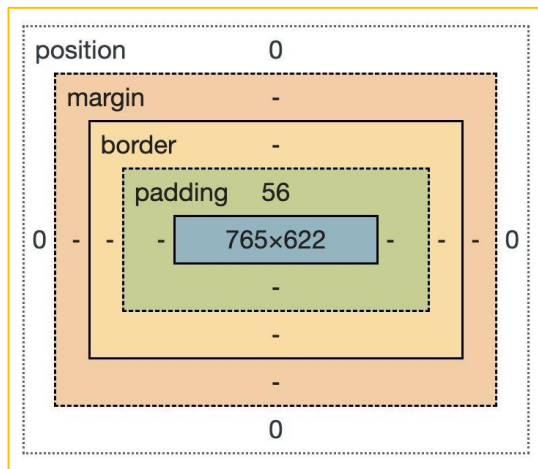 position 0
margin -
border -
padding 56
0 - - - 765×622 - - - 0
-
-
-
0